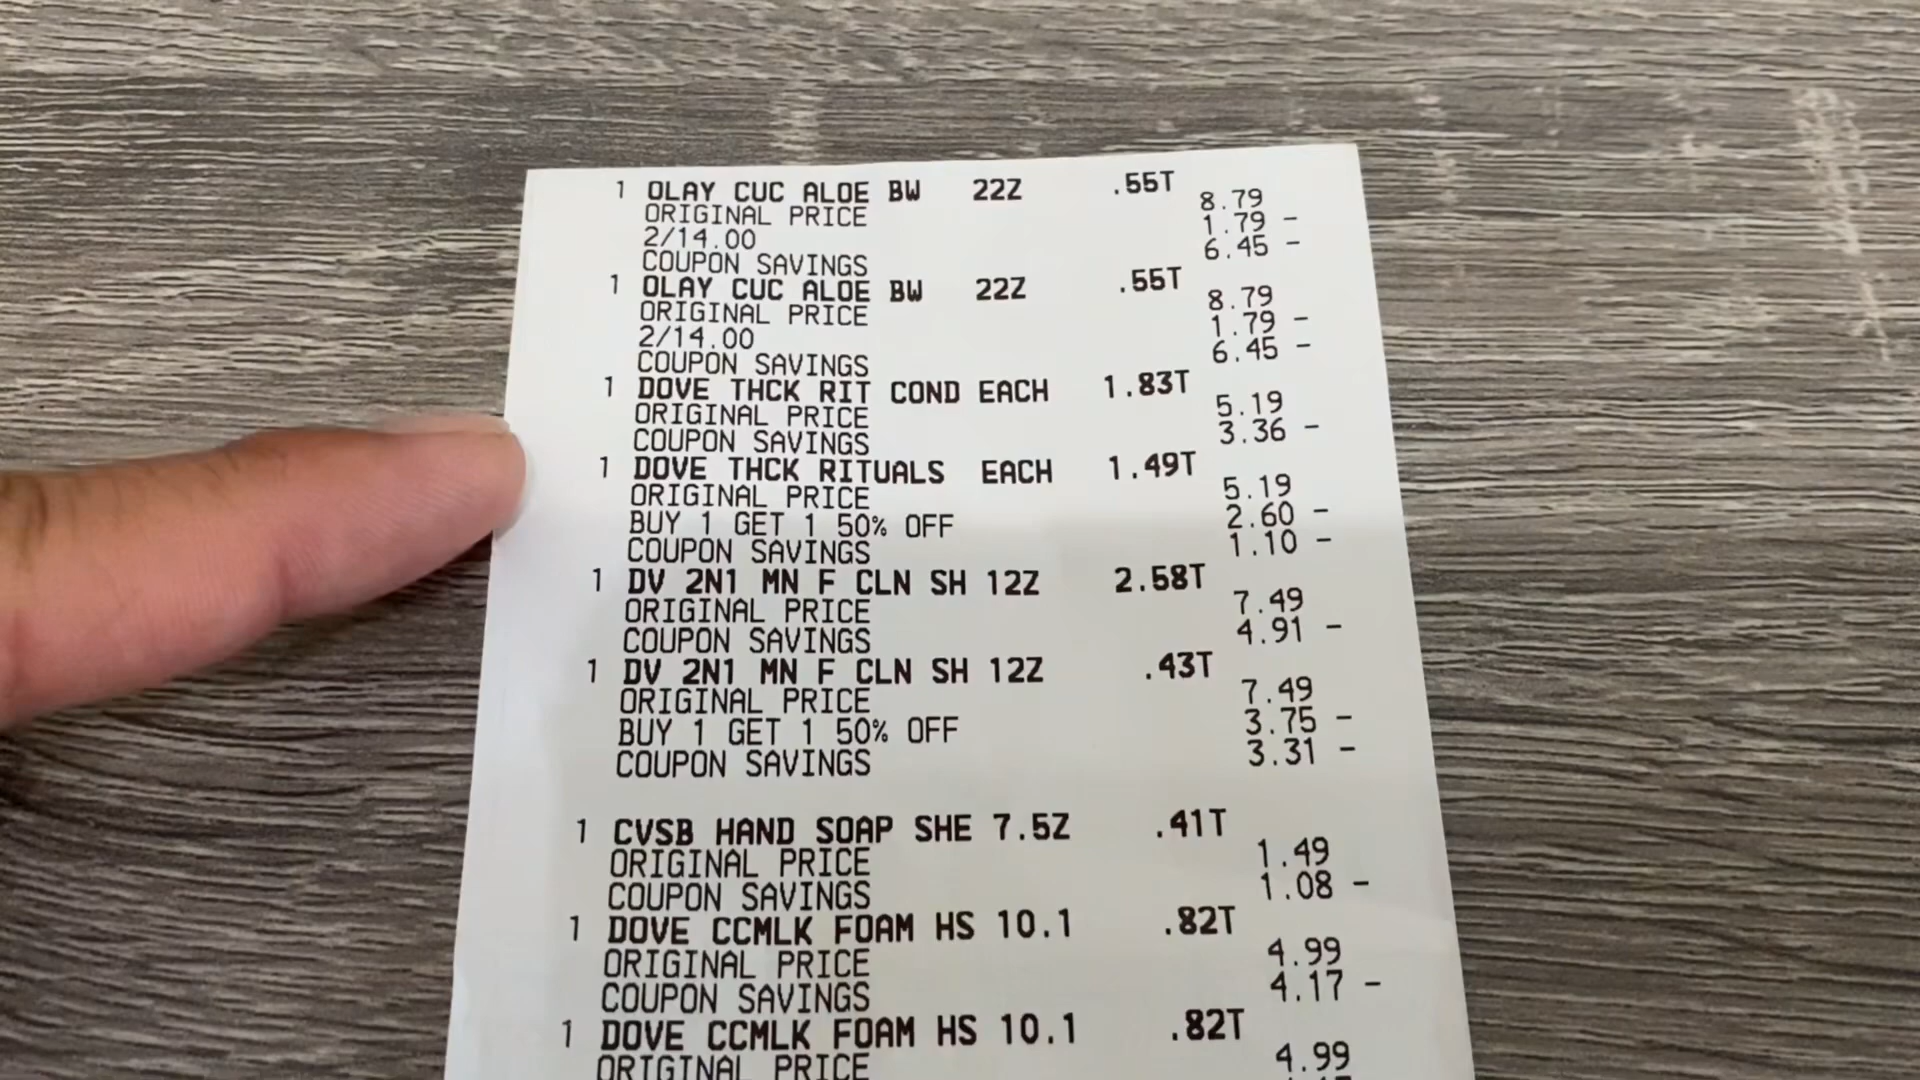 1 OLAY CUC ALOE BW 22Z .55T
ORIGINAL PRICE 8.79
2/14.00 1.79 -
COUPON SAVINGS 6.45 -
1 OLAY CUC ALOE BW 22Z .55T
ORIGINAL PRICE 8.79
2/14.00 1.79 -
COUPON SAVINGS 6.45 -
1 DOVE THCK RIT COND EACH 1.83T
ORIGINAL PRICE 5.19
COUPON SAVINGS 3.36 -
1 DOVE THCK RITUALS EACH 1.49T
ORIGINAL PRICE 5.19
BUY 1 GET 1 50% OFF 2.60 -
COUPON SAVINGS 1.10 -
1 DV 2N1 MN F CLN SH 12Z 2.58T
ORIGINAL PRICE 7.49
COUPON SAVINGS 4.91 -
1 DV 2N1 MN F CLN SH 12Z .43T
ORIGINAL PRICE 7.49
BUY 1 GET 1 50% OFF 3.75 -
COUPON SAVINGS 3.31 -
1 CVSB HAND SOAP SHE 7.5Z .41T
ORIGINAL PRICE 1.49
COUPON SAVINGS 1.08 -
1 DOVE CCMLK FOAM HS 10.1 .82T
ORIGINAL PRICE 4.99
COUPON SAVINGS 4.17 -
1 DOVE CCMLK FOAM HS 10.1 .82T
ORIGINAL PRICE 4.99